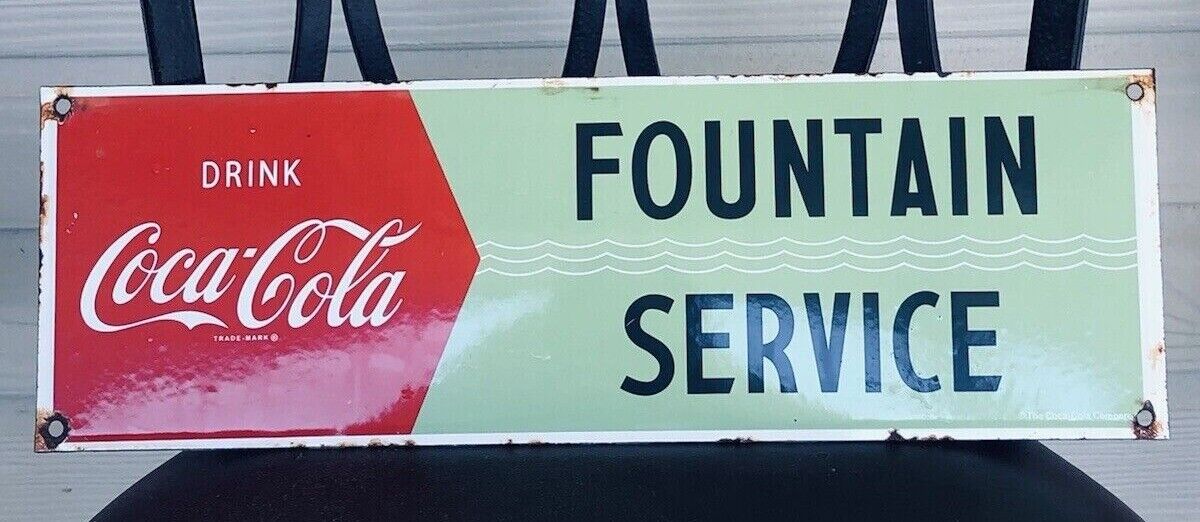 DRINK
Coca-Cola
TRADE-MARK ®
FOUNTAIN
SERVICE
©The Coca-Cola Company